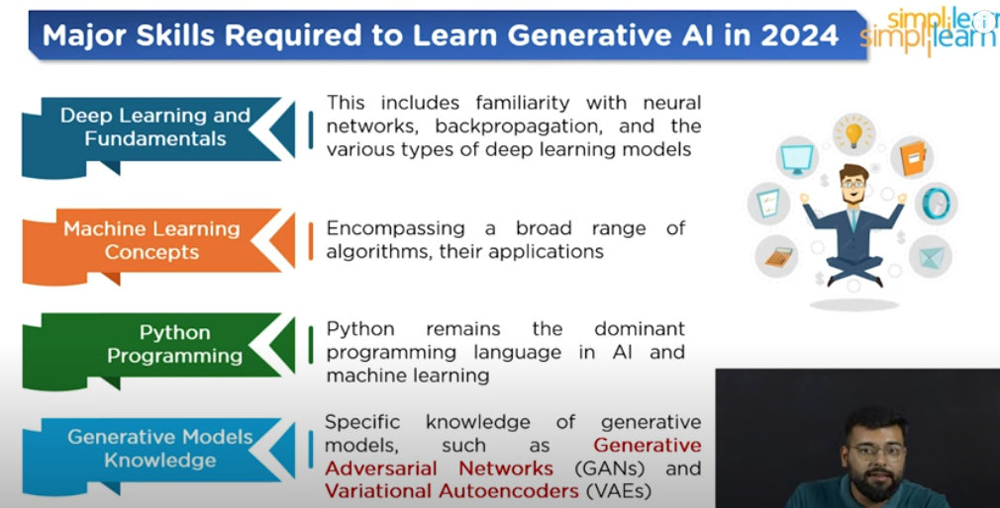 Major Skills Required to Learn Generative AI in 2024
simplilearn
simplilearn
Deep Learning and
Fundamentals
This includes familiarity with neural
networks, backpropagation, and the
various types of deep learning models
Machine Learning
Concepts
Encompassing a broad range of
algorithms, their applications
Python
Programming
Python remains the dominant
programming language in AI and
machine learning
Generative Models
Knowledge
Specific knowledge of generative
models, such as Generative
Adversarial Networks (GANs) and
Variational Autoencoders (VAEs)